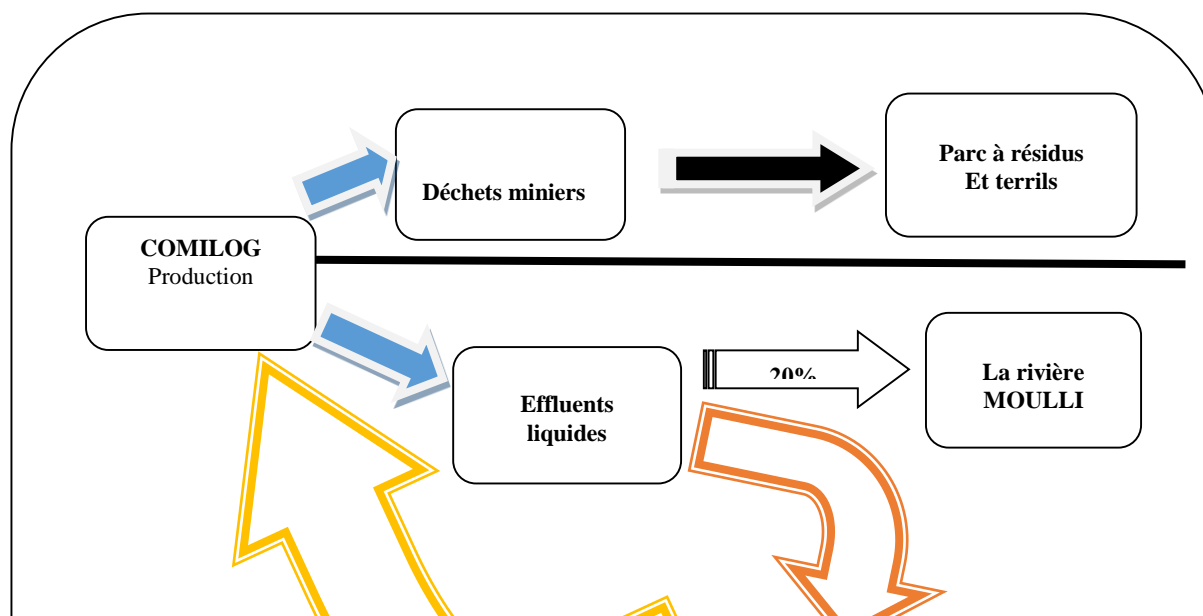 Déchets miniers
Parc à résidus
Et terrils
COMILOG
Production
Effluents
liquides
20%
La rivière
MOULLI